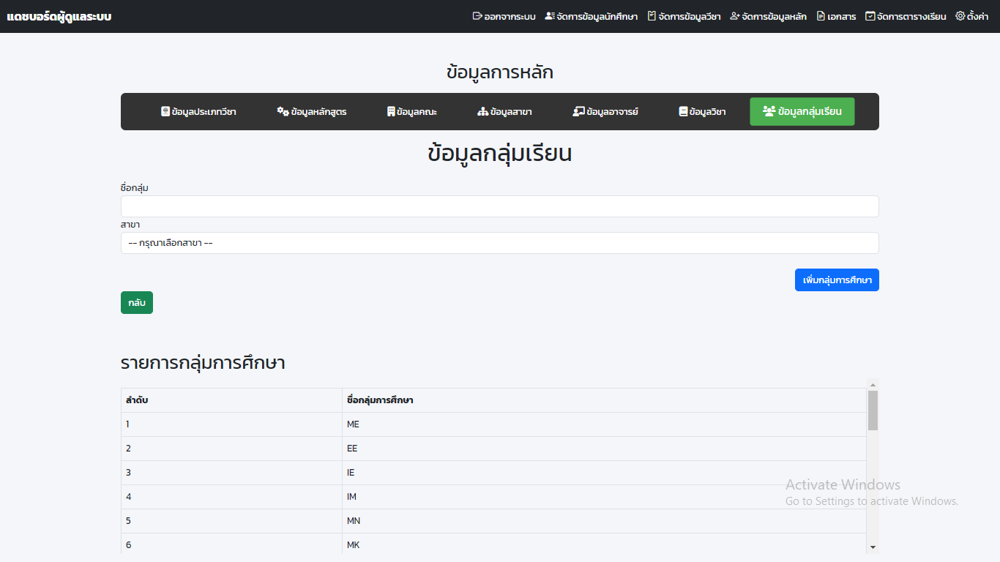 แดชบอร์ดผู้ดูแลระบบ ออกจากระบบ จัดการข้อมูลนักศึกษา จัดการข้อมูลวิชา จัดการข้อมูลหลัก เอกสาร จัดการตารางเรียน ตั้งค่า
ข้อมูลการหลัก
ข้อมูลประเภทวิชา ข้อมูลหลักสูตร ข้อมูลคณะ ข้อมูลสาขา ข้อมูลอาจารย์ ข้อมูลวิชา ข้อมูลกลุ่มเรียน
ข้อมูลกลุ่มเรียน
ชื่อกลุ่ม
สาขา
-- กรุณาเลือกสาขา --
เพิ่มกลุ่มการศึกษา
กลับ
รายการกลุ่มการศึกษา
ลำดับ ชื่อกลุ่มการศึกษา
1 ME
2 EE
3 IE
4 IM
5 MN
6 MK
Activate Windows
Go to Settings to activate Windows.